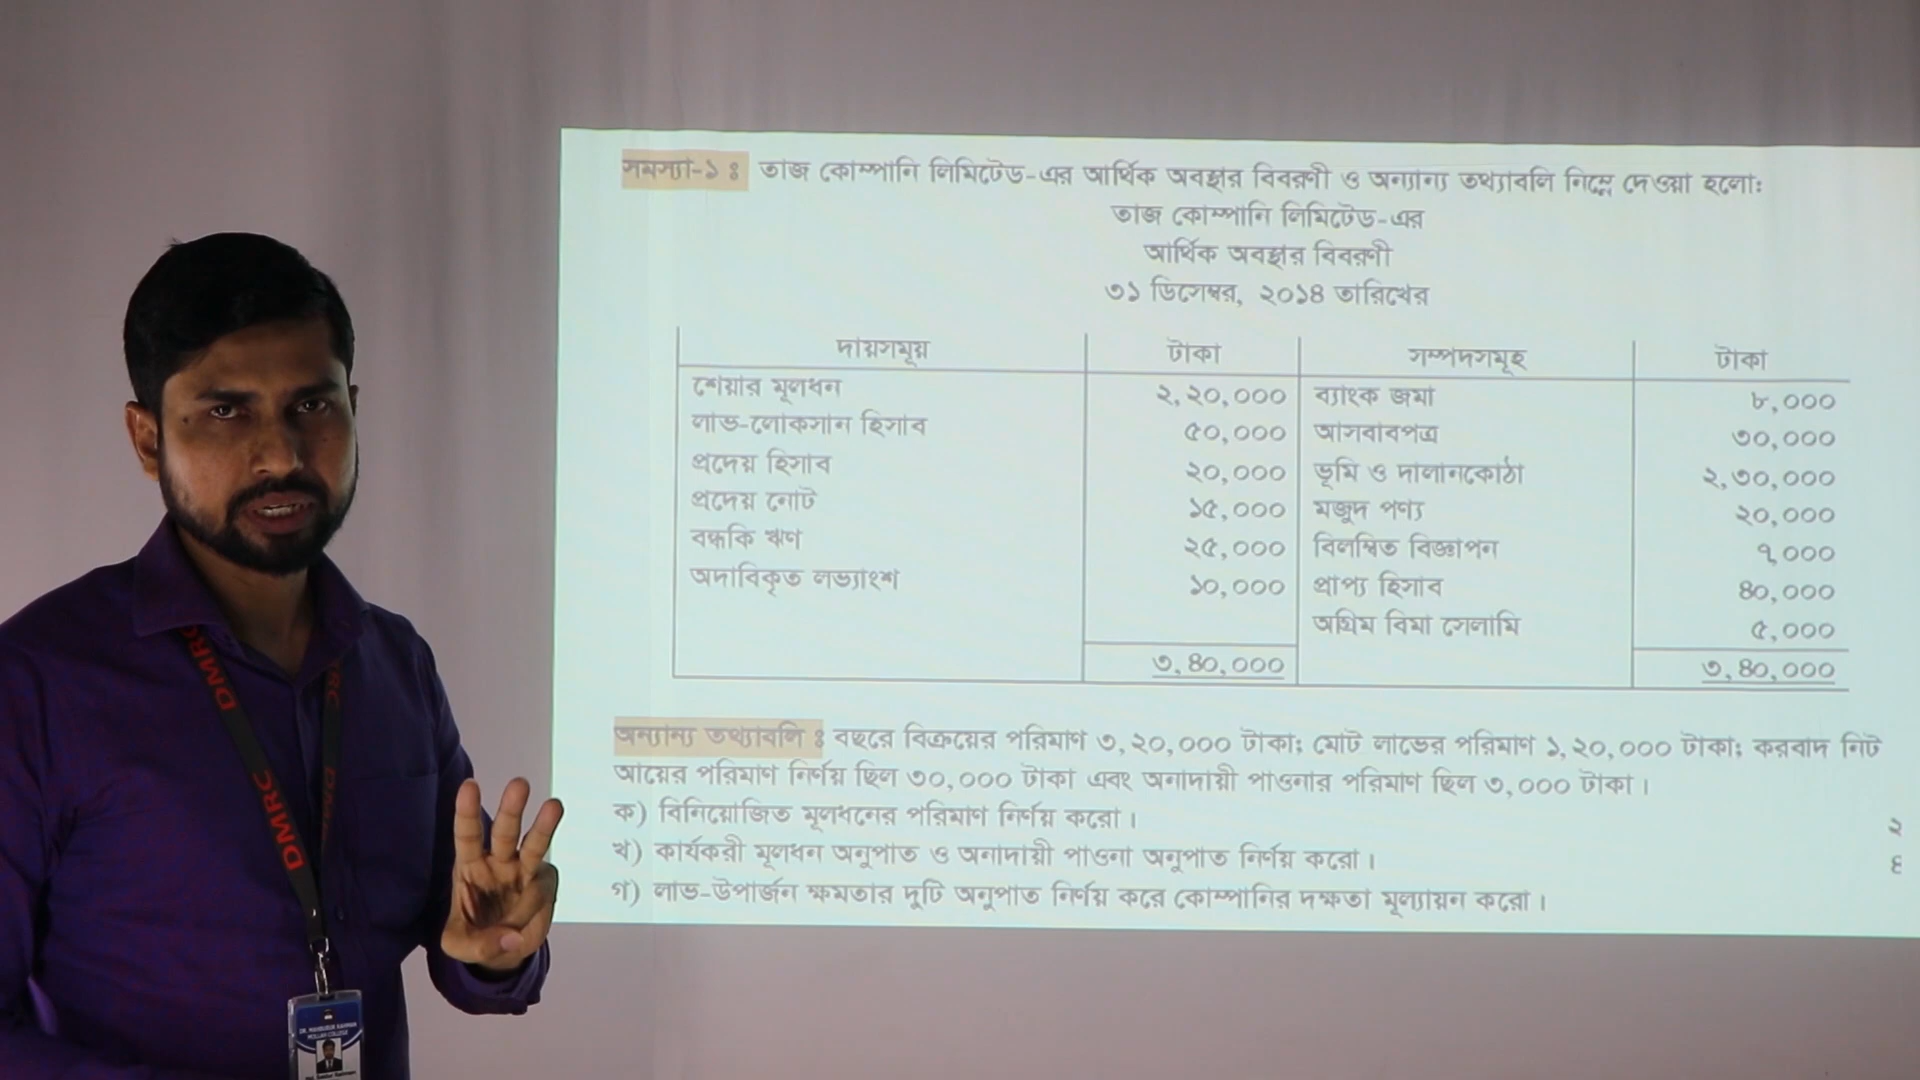 সমস্যা-১ : তাজ কোম্পানি লিমিটেড-এর আর্থিক অবস্থার বিবরণী ও অন্যান্য তথ্যাবলি নিম্নে দেওয়া হলো:
তাজ কোম্পানি লিমিটেড-এর
আর্থিক অবস্থার বিবরণী
৩১ ডিসেম্বর, ২০১৪ তারিখের
দায়সমূয় টাকা সম্পদসমূহ টাকা
শেয়ার মূলধন ২,২০,০০০ ব্যাংক জমা ৮,০০০
লাভ-লোকসান হিসাব ৫০,০০০ আসবাবপত্র ৩০,০০০
প্রদেয় হিসাব ২০,০০০ ভূমি ও দালানকোঠা ২,৩০,০০০
প্রদেয় নোট ১৫,০০০ মজুদ পণ্য ২০,০০০
বন্ধকি ঋণ ২৫,০০০ বিলম্বিত বিজ্ঞাপন ৭,০০০
অদাবিকৃত লভ্যাংশ ১০,০০০ প্রাপ্য হিসাব ৪০,০০০
অগ্রিম বিমা সেলামি ৫,০০০
৩,৪০,০০০ ৩,৪০,০০০
অন্যান্য তথ্যাবলি : বছরে বিক্রয়ের পরিমাণ ৩,২০,০০০ টাকা; মোট লাভের পরিমাণ ১,২০,০০০ টাকা; করবাদ নিট
আয়ের পরিমাণ নির্ণয় ছিল ৩০,০০০ টাকা এবং অনাদায়ী পাওনার পরিমাণ ছিল ৩,০০০ টাকা।
ক) বিনিয়োজিত মূলধনের পরিমাণ নির্ণয় করো। ২
খ) কার্যকরী মূলধন অনুপাত ও অনাদায়ী পাওনা অনুপাত নির্ণয় করো।
গ) লাভ-উপার্জন ক্ষমতার দুটি অনুপাত নির্ণয় করে কোম্পানির দক্ষতা মূল্যায়ন করো।
DMRC
DMRC
DR. MAHBUBUR RAHMAN
MOLLAH COLLEGE